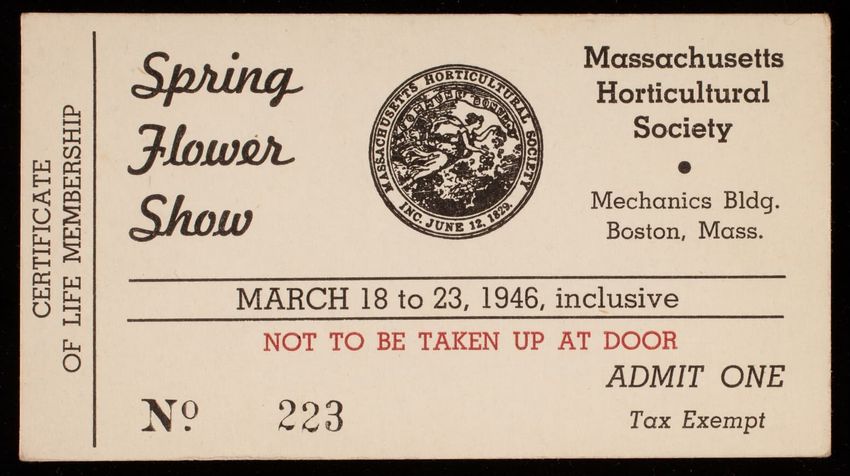 CERTIFICATE
OF LIFE MEMBERSHIP
Spring
Flower
Show
MASSACHUSETTS HORTICULTURAL SOCIETY
INC. JUNE 12, 1829.
Massachusetts
Horticultural
Society
•
Mechanics Bldg.
Boston, Mass.
MARCH 18 to 23, 1946, inclusive
NOT TO BE TAKEN UP AT DOOR
ADMIT ONE
Nº 223
Tax Exempt